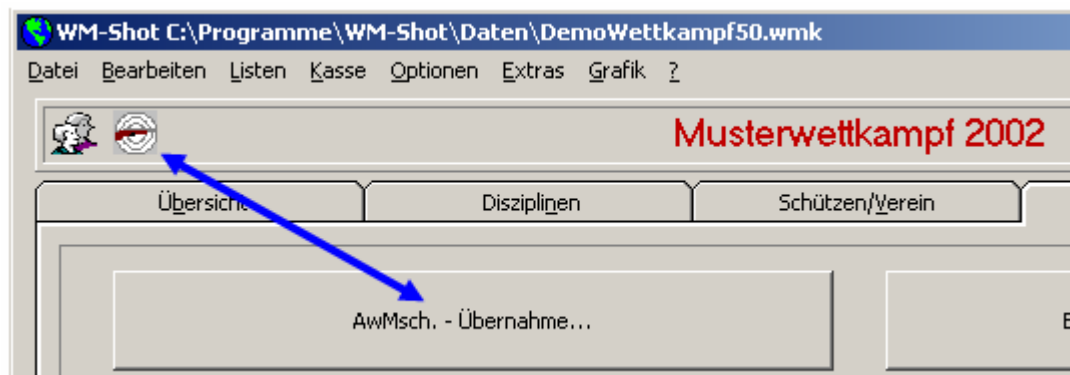 WM-Shot C:\Programme\WM-Shot\Daten\DemoWettkampf50.wmk
Datei Bearbeiten Listen Kasse Optionen Extras Grafik ?
Musterwettkampf 2002
Disziplinen Schützen/Verein
AwMsch. - Übernahme...